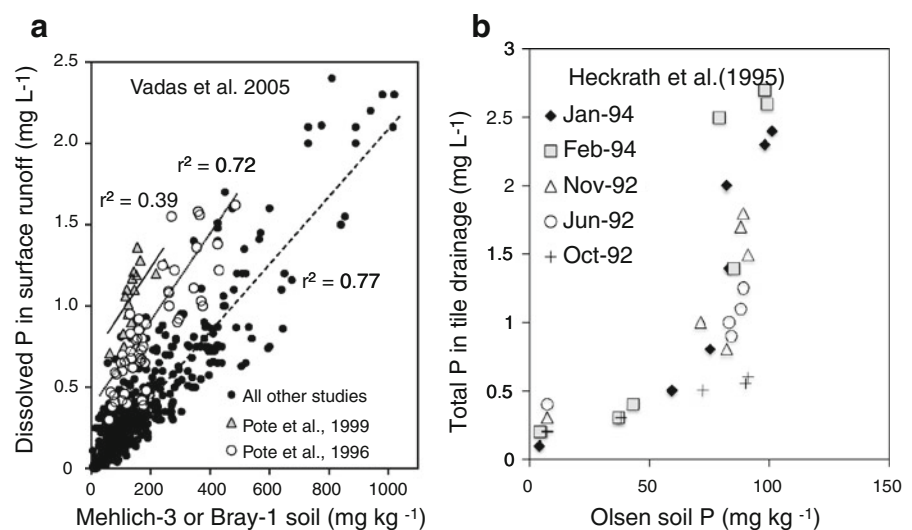 a
Vadas et al. 2005
r² = 0.72
r² = 0.39
r² = 0.77
All other studies
Pote et al., 1999
Pote et al., 1996
Dissolved P in surface runoff (mg L-1)
2.5
2.0
1.5
1.0
0.5
0
0 200 400 600 800 1000
Mehlich-3 or Bray-1 soil (mg kg -1)
b
Heckrath et al.(1995)
Jan-94
Feb-94
Nov-92
Jun-92
Oct-92
Total P in tile drainage (mg L-1)
3
2.5
2
1.5
1
0.5
0
0 50 100 150
Olsen soil P (mg kg -1)